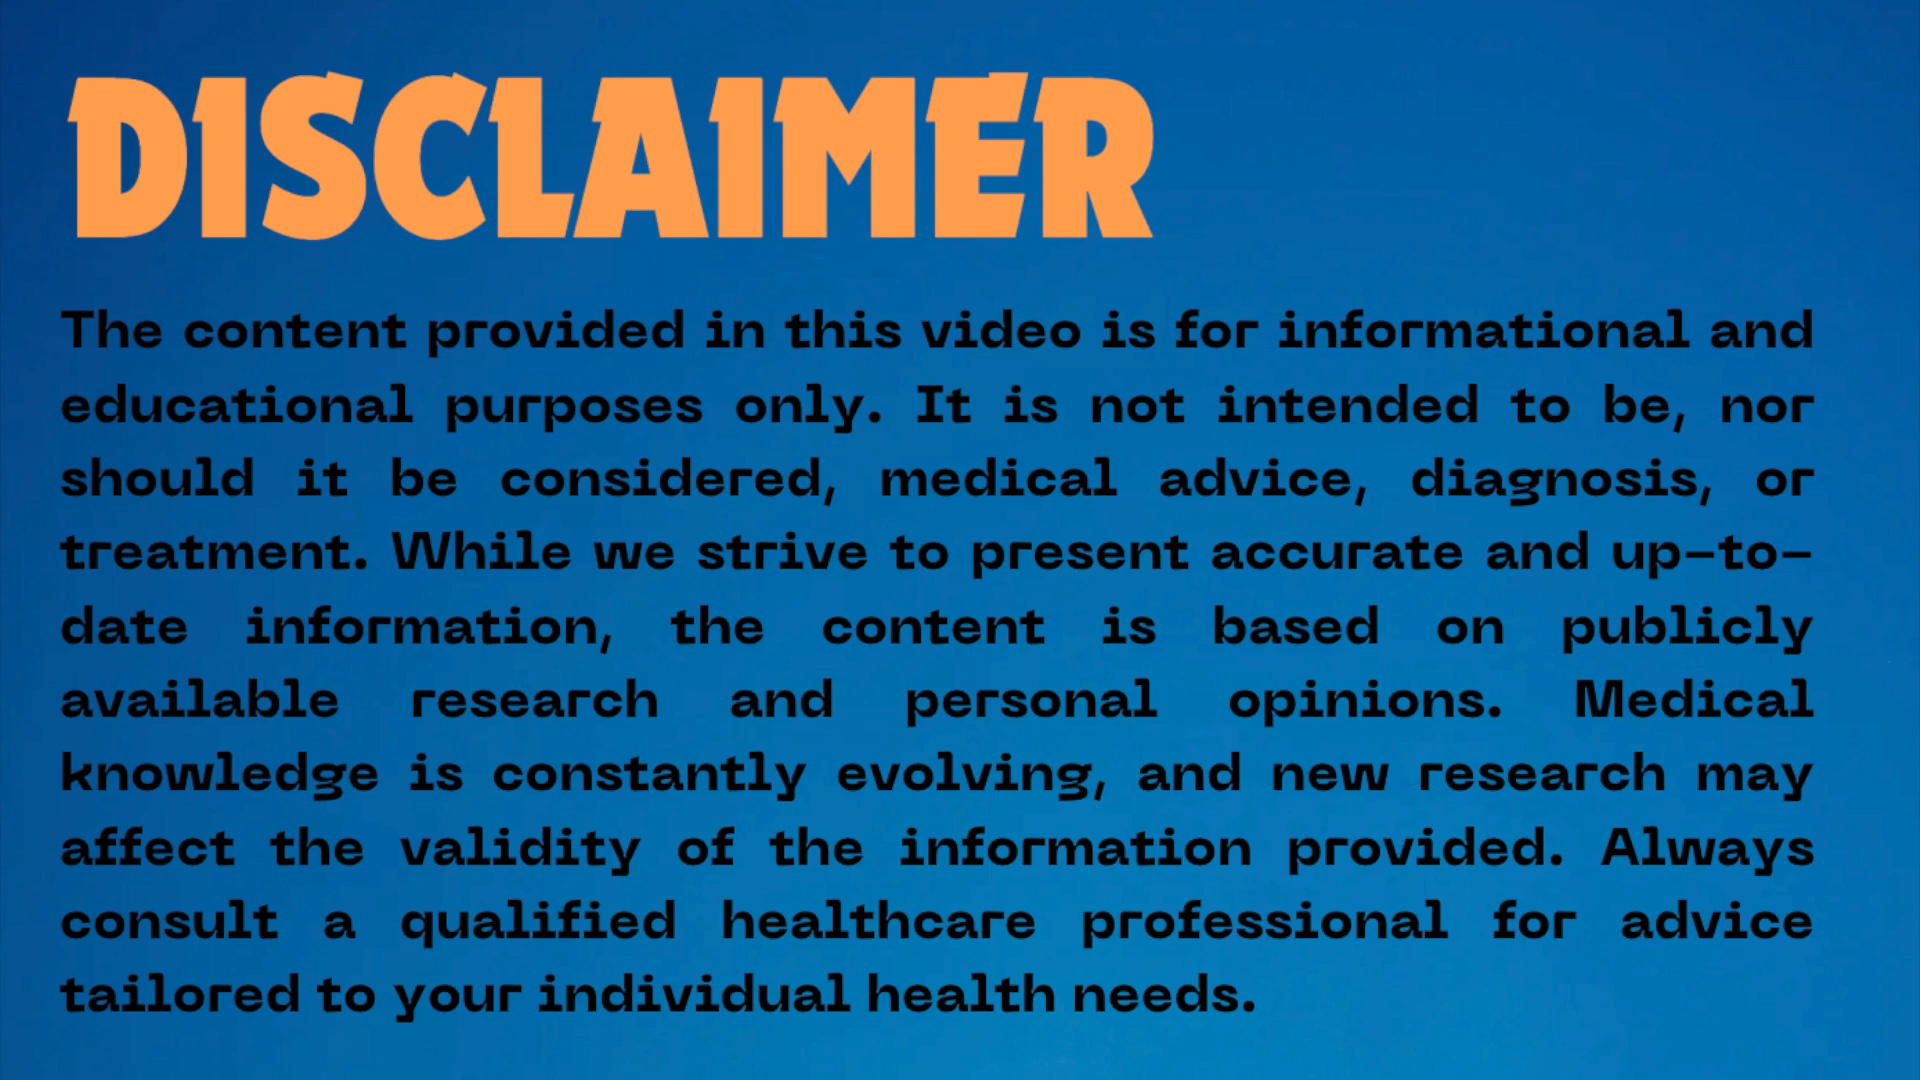 DISCLAIMER
The content provided in this video is for informational and
educational purposes only. It is not intended to be, nor
should it be considered, medical advice, diagnosis, or
treatment. While we strive to present accurate and up-to-
date information, the content is based on publicly
available research and personal opinions. Medical
knowledge is constantly evolving, and new research may
affect the validity of the information provided. Always
consult a qualified healthcare professional for advice
tailored to your individual health needs.